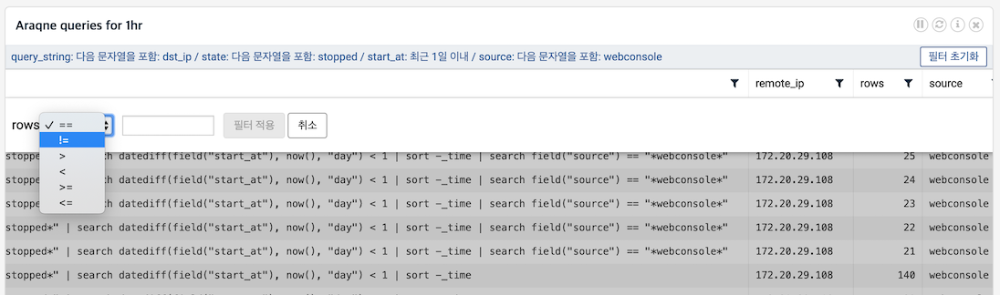 Araqne queries for 1hr
query_string: 다음 문자열을 포함: dst_ip / state: 다음 문자열을 포함: stopped / start_at: 최근 1일 이내 / source: 다음 문자열을 포함: webconsole 필터 초기화
remote_ip rows source
rows ✓ == 필터 적용 취소
!=
>
<
>=
<=
stopped*" | search datediff(field("start_at"), now(), "day") < 1 | sort -_time | search field("source") == "*webconsole*" 172.20.29.108 25 webconsole
stopped*" | search datediff(field("start_at"), now(), "day") < 1 | sort -_time | search field("source") == "*webconsole*" 172.20.29.108 24 webconsole
stopped*" | search datediff(field("start_at"), now(), "day") < 1 | sort -_time | search field("source") == "*webconsole*" 172.20.29.108 23 webconsole
stopped*" | search datediff(field("start_at"), now(), "day") < 1 | sort -_time | search field("source") == "*webconsole*" 172.20.29.108 22 webconsole
stopped*" | search datediff(field("start_at"), now(), "day") < 1 | sort -_time | search field("source") == "*webconsole*" 172.20.29.108 21 webconsole
stopped*" | search datediff(field("start_at"), now(), "day") < 1 | sort -_time 172.20.29.108 140 webconsole